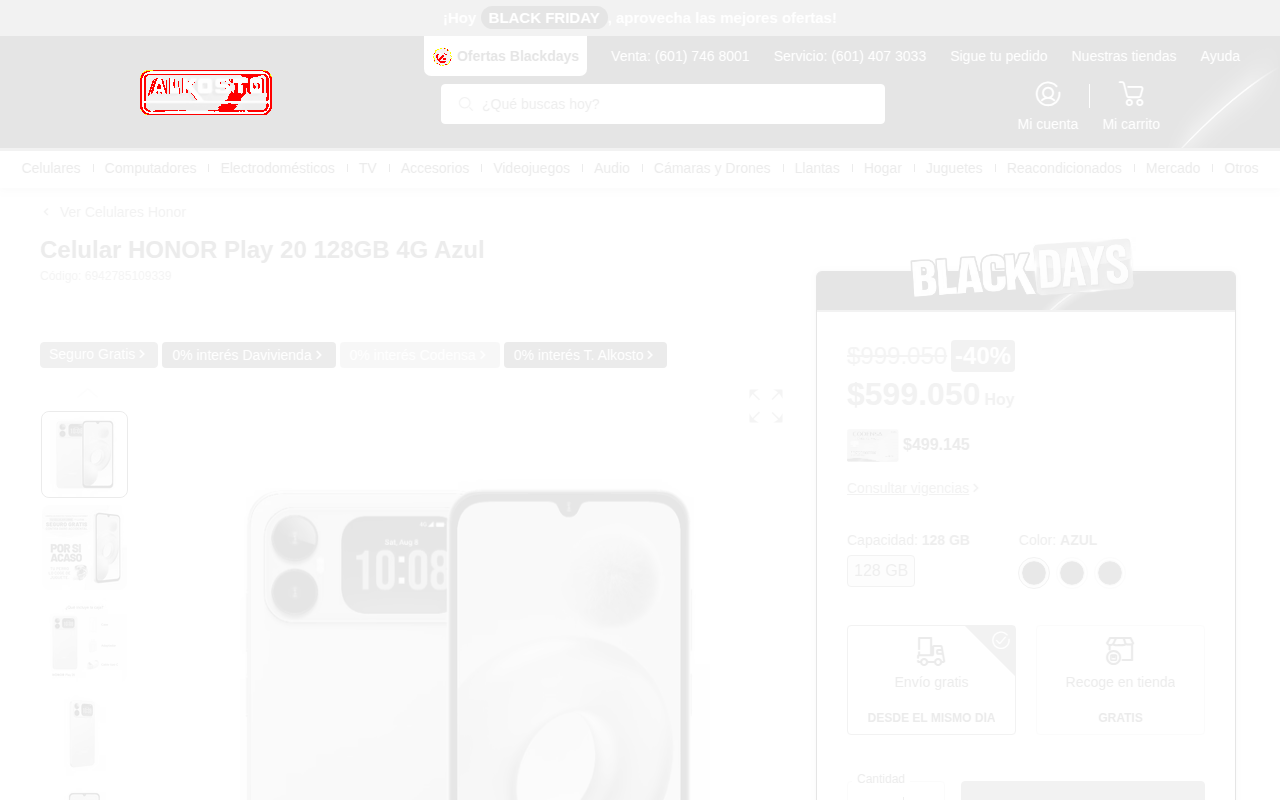 ¡Hoy BLACK FRIDAY, aprovecha las mejores ofertas!
Ofertas Blackdays
Venta: (601) 746 8001
Servicio: (601) 407 3033
Sigue tu pedido
Nuestras tiendas
Ayuda
ALKOSTO
¿Qué buscas hoy?
Mi cuenta
Mi carrito
Celulares
Computadores
Electrodomésticos
TV
Accesorios
Videojuegos
Audio
Cámaras y Drones
Llantas
Hogar
Juguetes
Reacondicionados
Mercado
Otros
Ver Celulares Honor
Celular HONOR Play 20 128GB 4G Azul
BLACKDAYS
Seguro Gratis
0% interés Davivienda
0% interés Codensa
0% interés T. Alkosto
$999.050 -40%
$599.050 Hoy
$499.145
Consultar vigencias
POR SI
ACASO
10:08
Capacidad: 128 GB
Color: AZUL
128 GB
Envío gratis
DESDE EL MISMO DIA
Recoge en tienda
GRATIS
Cantidad